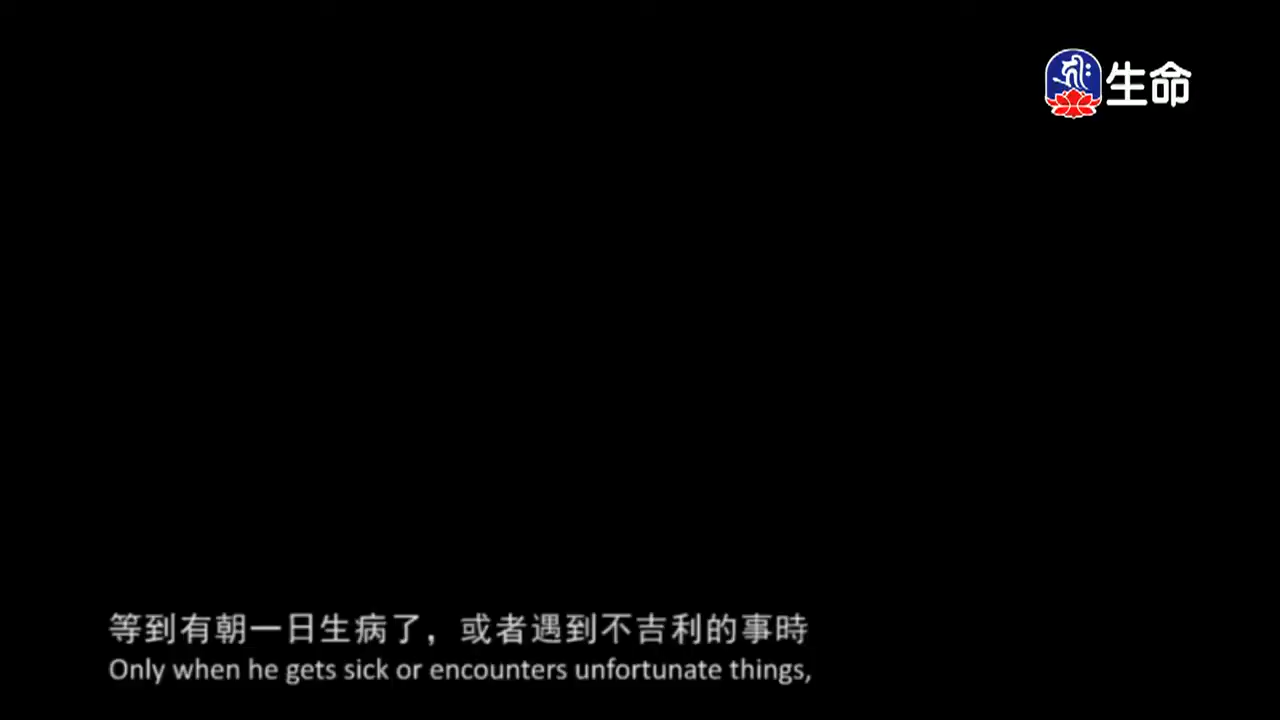 生命
等到有朝一日生病了，或者遇到不吉利的事時
Only when he gets sick or encounters unfortunate things,